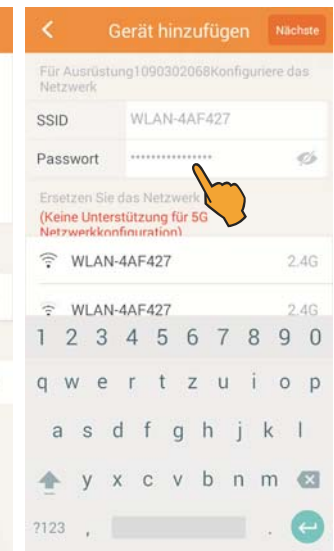 Gerät hinzufügen Nächste
Für Ausrüstung1090302068Konfiguriere das
Netzwerk
SSID WLAN-4AF427
Passwort ················
Ersetzen Sie das Netzwerk
(Keine Unterstützung für 5G
Netzwerkkonfiguration)
WLAN-4AF427 2.4G
WLAN-4AF427 2.4G
1 2 3 4 5 6 7 8 9 0
q w e r t z u i o p
a s d f g h j k l
y x c v b n m
?123 , .